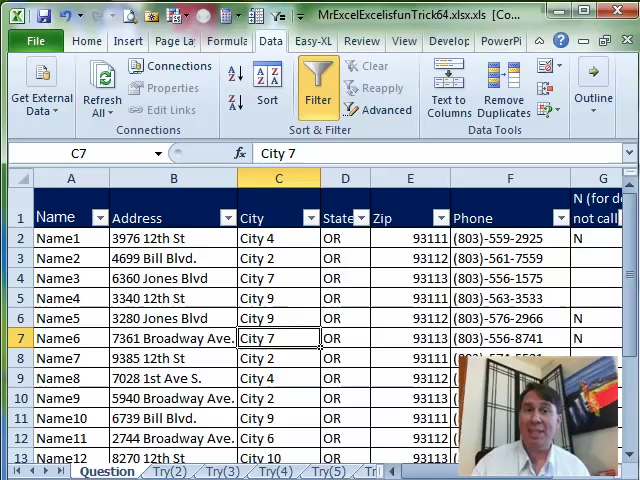 MrExcelExcelisfunTrick64.xlsx.xls [Co...
File Home Insert Page La Formula Data Easy-XL Review View Develop Load Te PowerPi
Get External Data
Refresh All
Connections
Properties
Edit Links
Connections
Sort
Filter
Clear
Reapply
Advanced
Sort & Filter
Text to Columns
Remove Duplicates
Data Tools
Outline
C7 fx City 7
A B C D E F G
N (for do
1 Name Address City State Zip Phone not call
2 Name1 3976 12th St City 4 OR 93111 (803)-559-2925 N
3 Name2 4699 Bill Blvd. City 2 OR 93112 (803)-561-7559
4 Name3 6360 Jones Blvd City 7 OR 93113 (803)-556-1575
5 Name4 3340 12th St City 9 OR 93111 (803)-563-3533
6 Name5 3280 Jones Blvd City 9 OR 93113 (803)-576-2966 N
7 Name6 7361 Broadway Ave. City 7 OR 93113 (803)-556-8741 N
8 Name7 9385 12th St City 2 OR 93111
9 Name8 7028 1st Ave S. City 4 OR 93112
10 Name9 5940 Broadway Ave. City 2 OR 93111
11 Name10 6739 Bill Blvd. City 9 OR 93111
12 Name11 2744 Broadway Ave. City 6 OR 93112
13 Name12 8270 12th St City 10 OR 93111
Question Try(2) Try(3) Try(4) Try(5) Tr